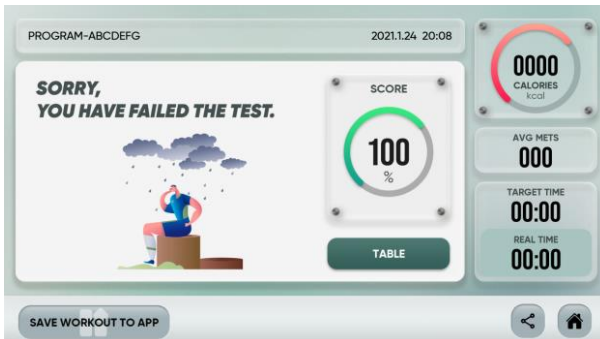 PROGRAM-ABCDEFG
2021.1.24 20:08
SORRY,
YOU HAVE FAILED THE TEST.
SCORE
100
%
TABLE
0000
CALORIES
kcal
AVG METS
000
TARGET TIME
00:00
REAL TIME
00:00
SAVE WORKOUT TO APP